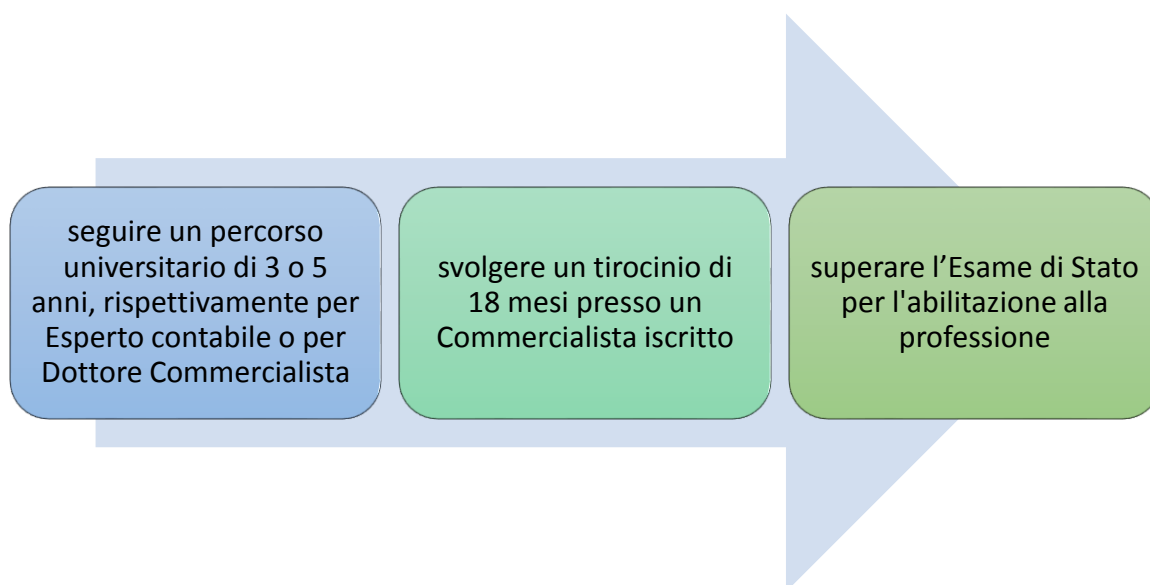 seguire un percorso
universitario di 3 o 5
anni, rispettivamente per
Esperto contabile o per
Dottore Commercialista
svolgere un tirocinio di
18 mesi presso un
Commercialista iscritto
superare l’Esame di Stato
per l'abilitazione alla
professione